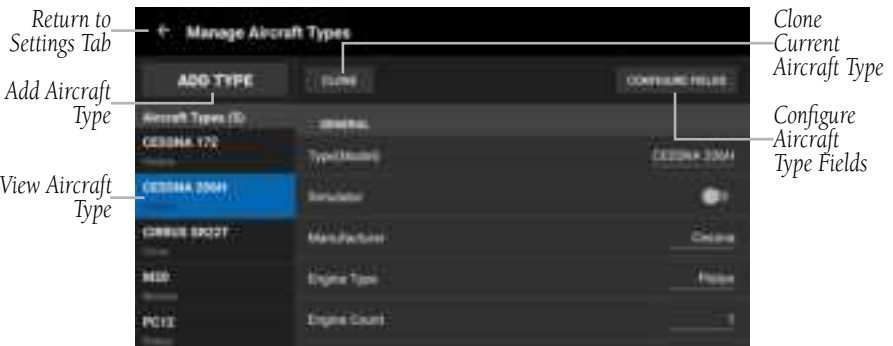 Return to
Settings Tab
← Manage Aircraft Types
Clone
Current
Aircraft Type
Add Aircraft
Type
ADD TYPE
CLONE
CONFIGURE FIELDS
Aircraft Types (5)
GENERAL
Configure
Aircraft
Type Fields
CESSNA 172
Type(Model)
CESSNA 206H
View Aircraft
Type
CESSNA 206H
Simulator
CIRRUS SR22T
Manufacturer
Cessna
Engine Type
Piston
PC12
Engine Count
1